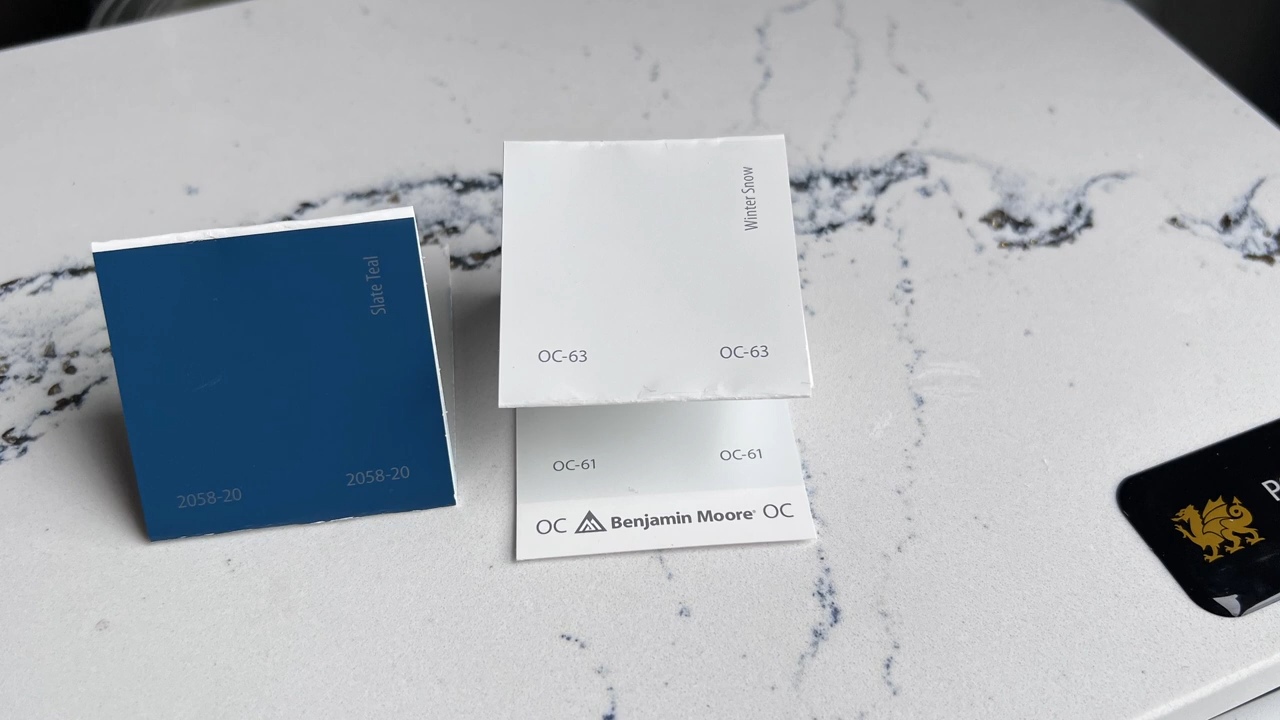 Slate Teal
2058-20
2058-20
Winter Snow
OC-63
OC-63
OC-61
OC-61
OC Benjamin Moore® OC